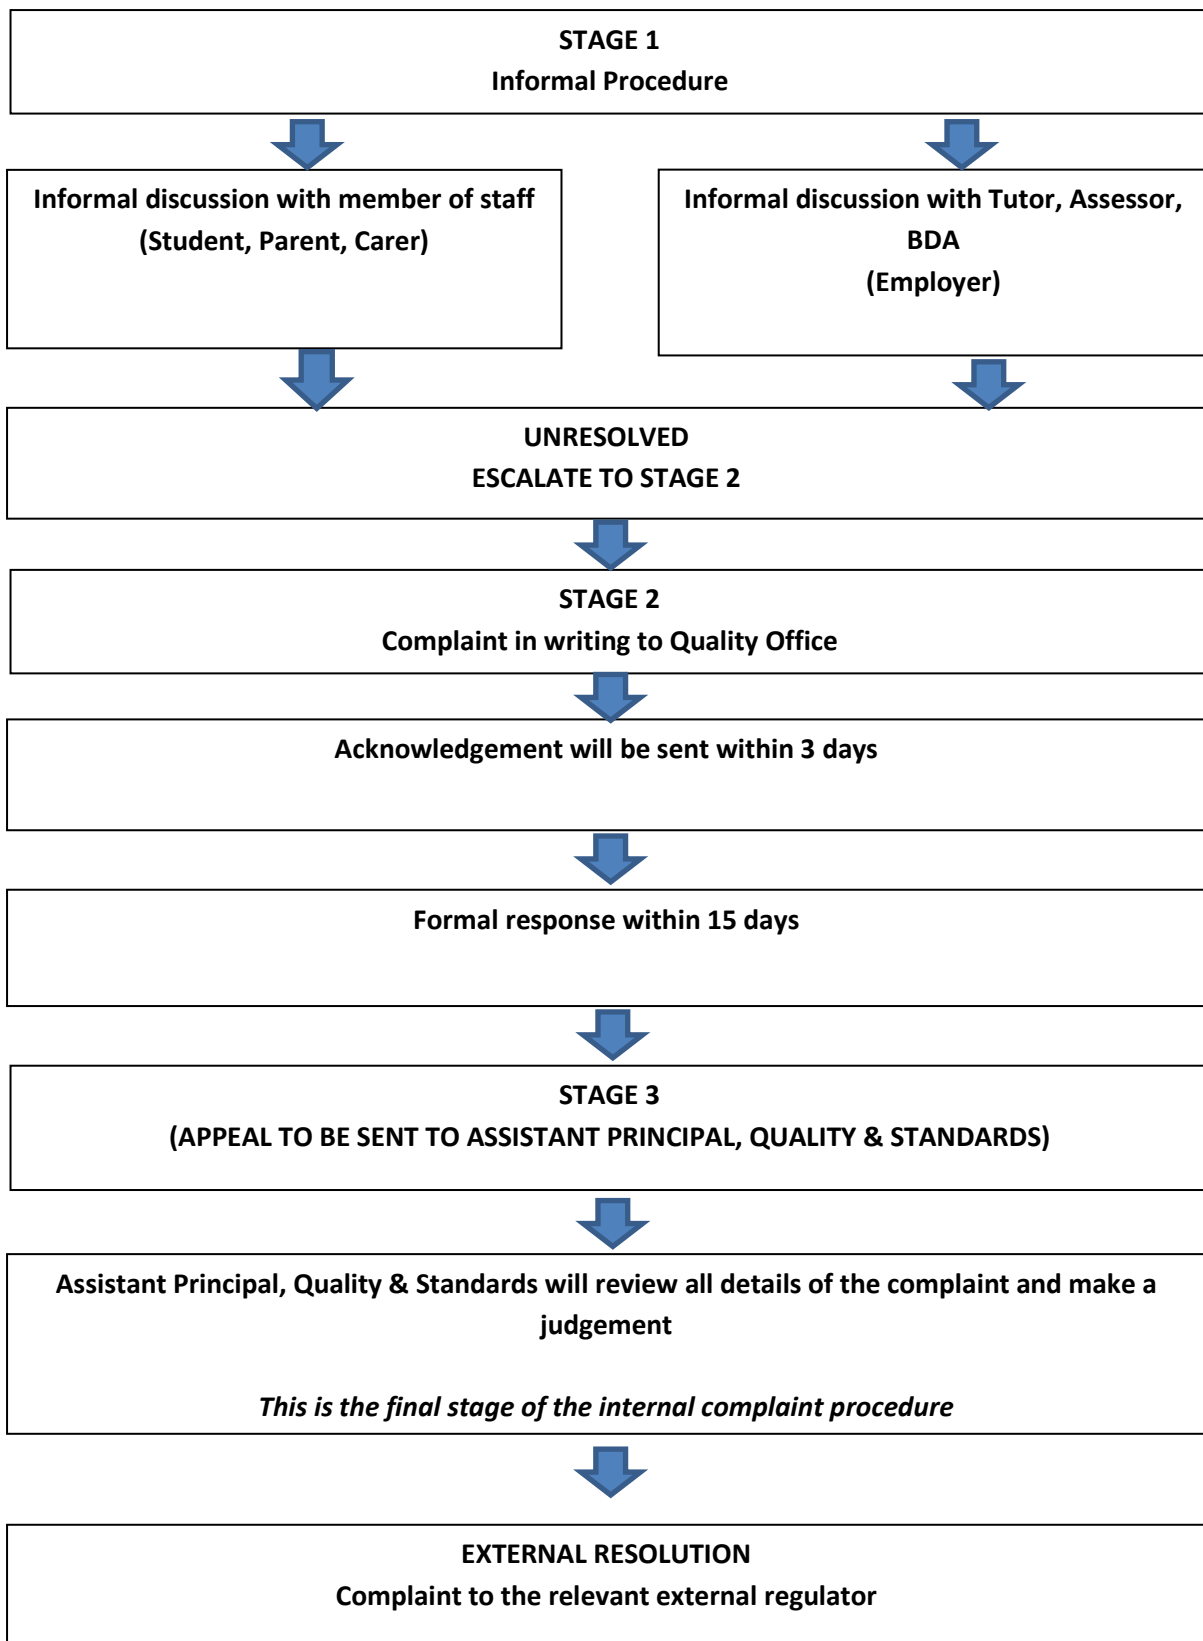 STAGE 1
Informal Procedure
Informal discussion with member of staff
(Student, Parent, Carer)
Informal discussion with Tutor, Assessor,
BDA
(Employer)
UNRESOLVED
ESCALATE TO STAGE 2
STAGE 2
Complaint in writing to Quality Office
Acknowledgement will be sent within 3 days
Formal response within 15 days
STAGE 3
(APPEAL TO BE SENT TO ASSISTANT PRINCIPAL, QUALITY & STANDARDS)
Assistant Principal, Quality & Standards will review all details of the complaint and make a
judgement
This is the final stage of the internal complaint procedure
EXTERNAL RESOLUTION
Complaint to the relevant external regulator